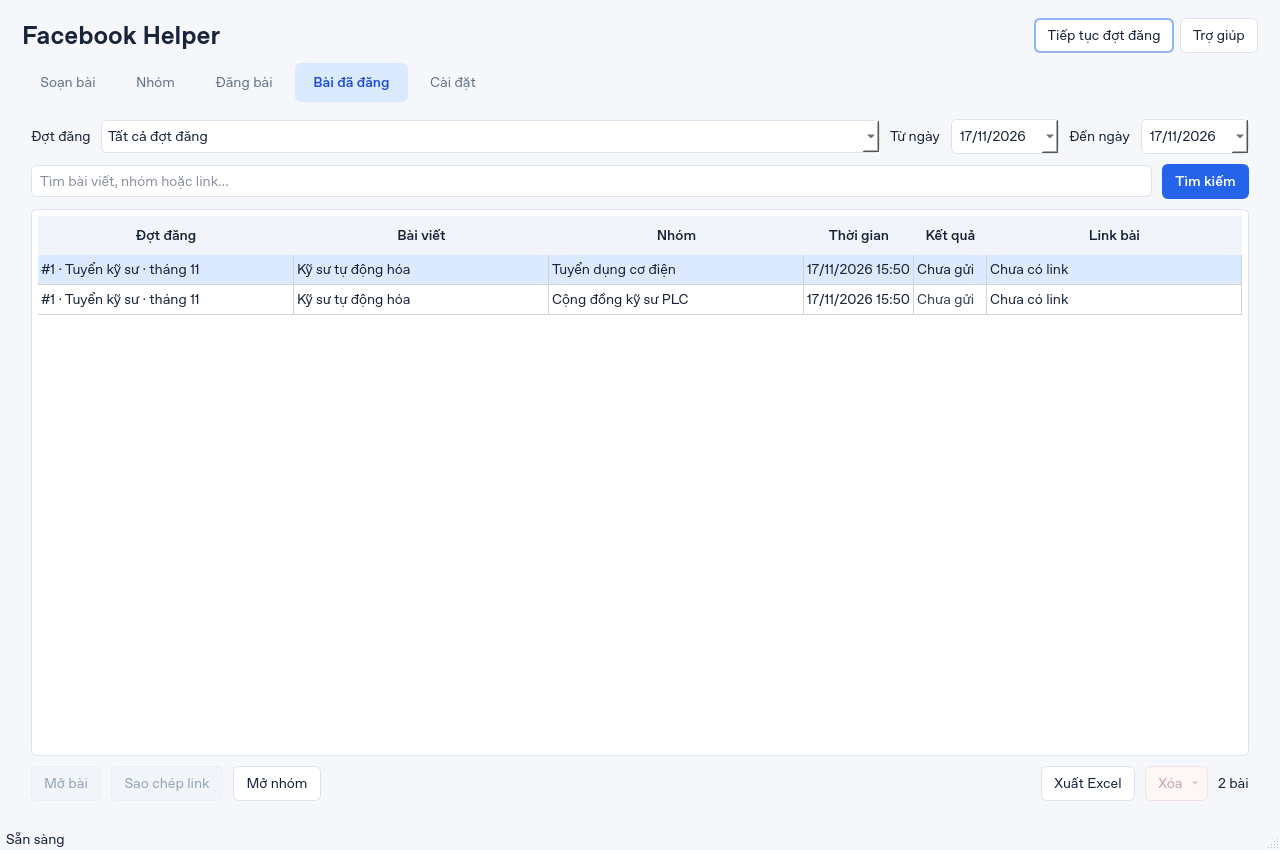 Facebook Helper
Tiếp tục đợt đăng
Trợ giúp
Soạn bài
Nhóm
Đăng bài
Bài đã đăng
Cài đặt
Đợt đăng
Tất cả đợt đăng
Từ ngày
17/11/2026
Đến ngày
17/11/2026
Tìm bài viết, nhóm hoặc link...
Tìm kiếm
Đợt đăng Bài viết Nhóm Thời gian Kết quả Link bài
#1 · Tuyển kỹ sư · tháng 11 Kỹ sư tự động hóa Tuyển dụng cơ điện 17/11/2026 15:50 Chưa gửi Chưa có link
#1 · Tuyển kỹ sư · tháng 11 Kỹ sư tự động hóa Cộng đồng kỹ sư PLC 17/11/2026 15:50 Chưa gửi Chưa có link
Mở bài
Sao chép link
Mở nhóm
Xuất Excel
Xóa
2 bài
Sẵn sàng